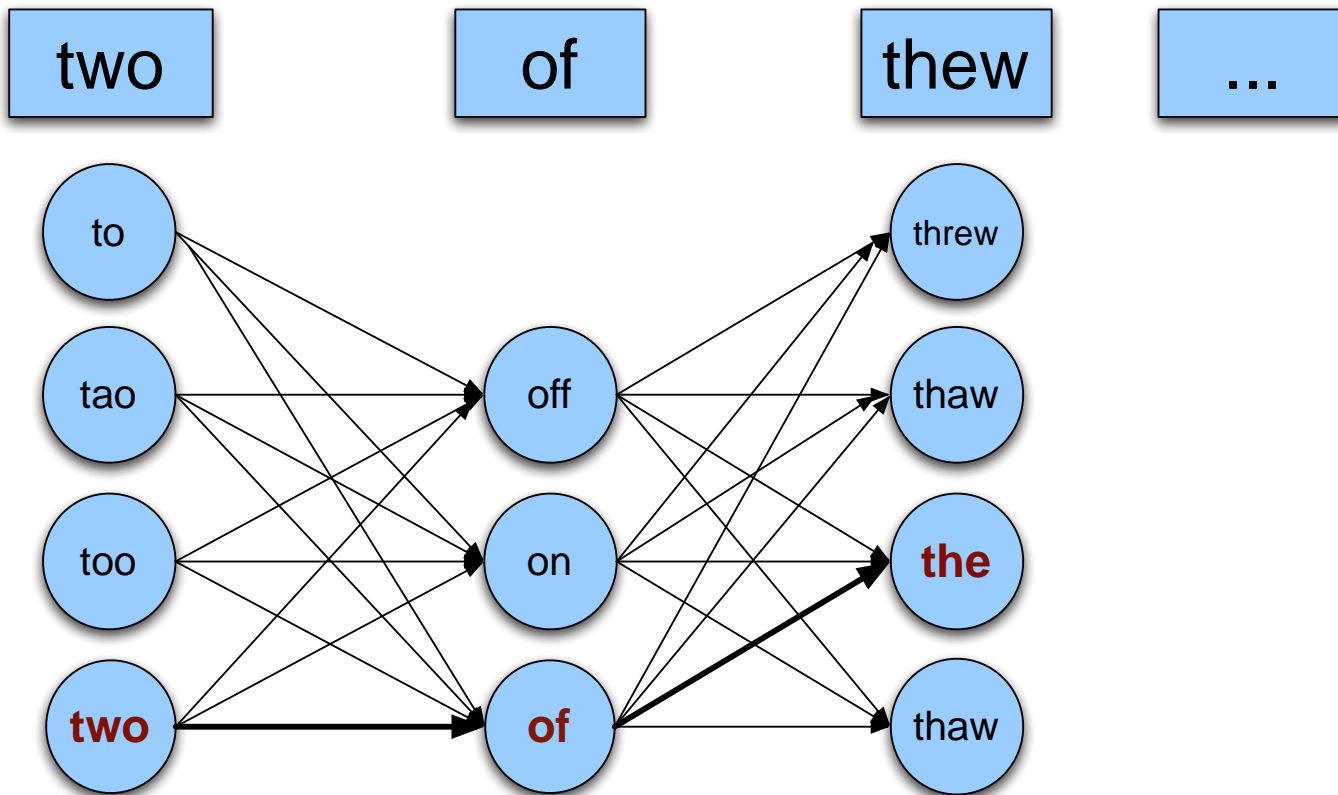 two of thew ...
to threw
tao off thaw
too on the
two of thaw